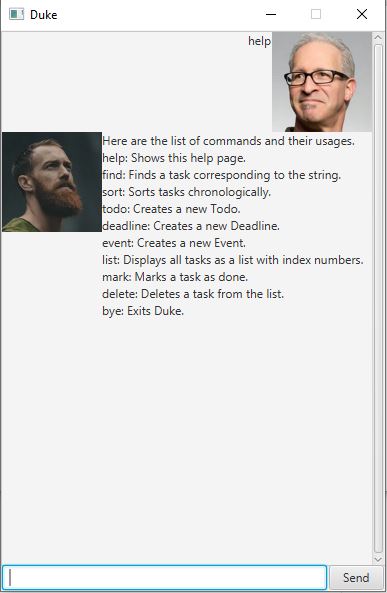 Duke
help
Here are the list of commands and their usages.
help: Shows this help page.
find: Finds a task corresponding to the string.
sort: Sorts tasks chronologically.
todo: Creates a new Todo.
deadline: Creates a new Deadline.
event: Creates a new Event.
list: Displays all tasks as a list with index numbers.
mark: Marks a task as done.
delete: Deletes a task from the list.
bye: Exits Duke.
Send